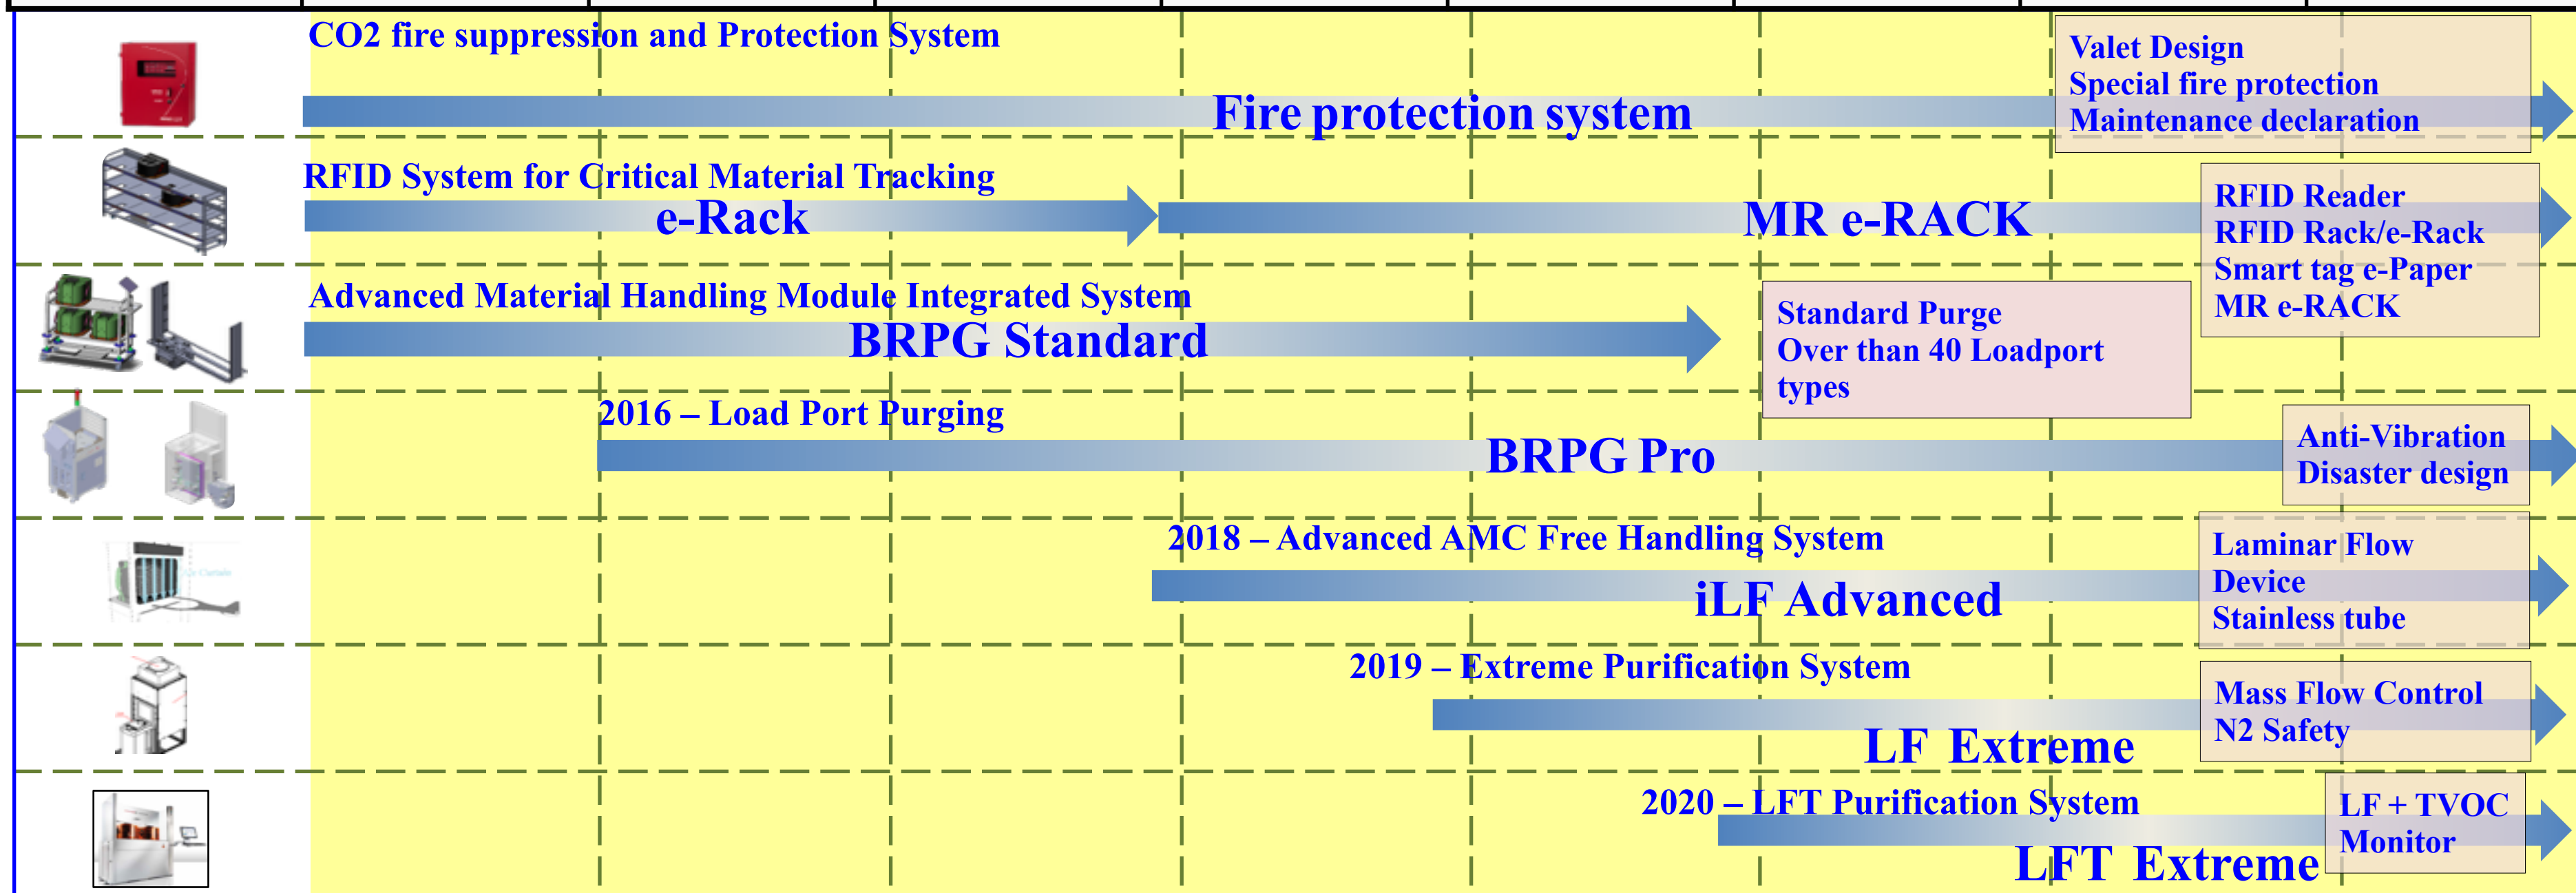 CO2 fire suppression and Protection System
Fire protection system
Valet Design
Special fire protection
Maintenance declaration
RFID System for Critical Material Tracking
e-Rack
MR e-RACK
RFID Reader
RFID Rack/e-Rack
Smart tag e-Paper
MR e-RACK
Advanced Material Handling Module Integrated System
BRPG Standard
Standard Purge
Over than 40 Loadport
types
2016 – Load Port Purging
BRPG Pro
Anti-Vibration
Disaster design
2018 – Advanced AMC Free Handling System
iLF Advanced
Laminar Flow
Device
Stainless tube
2019 – Extreme Purification System
LF Extreme
Mass Flow Control
N2 Safety
2020 – LFT Purification System
LFT Extreme
LF + TVOC
Monitor